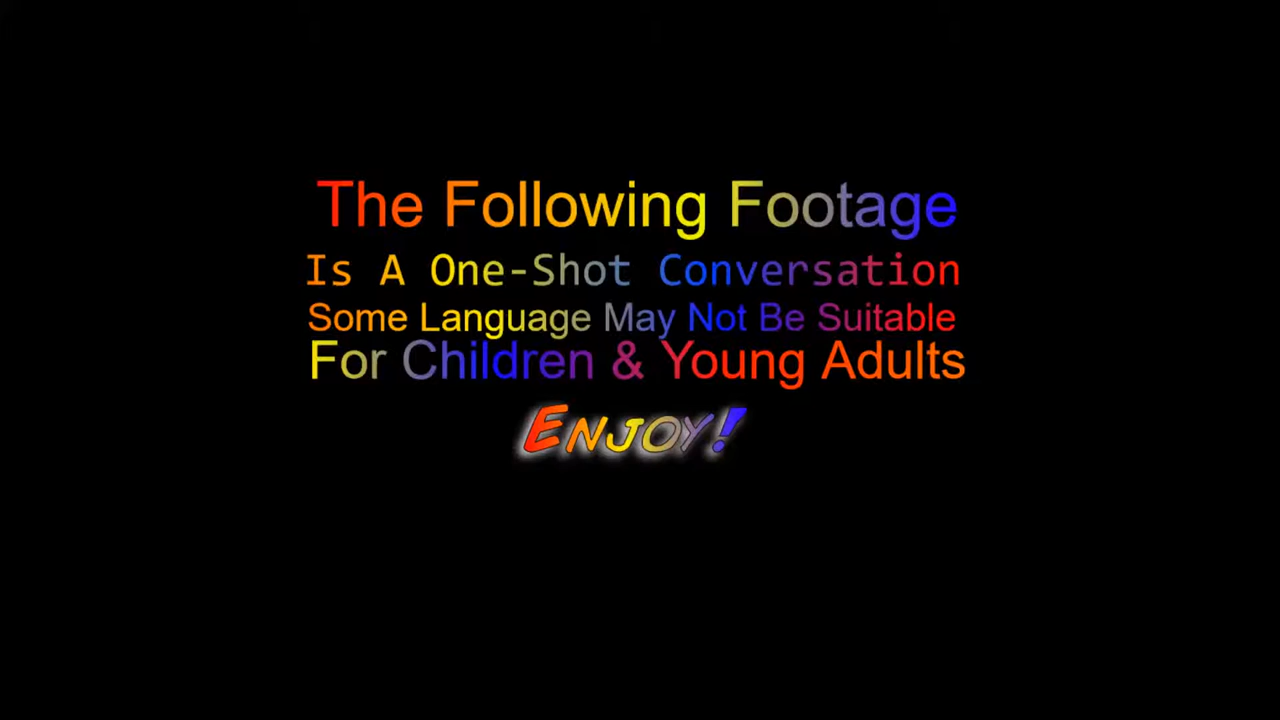 The Following Footage
Is A One-Shot Conversation
Some Language May Not Be Suitable
For Children & Young Adults
ENJOY!